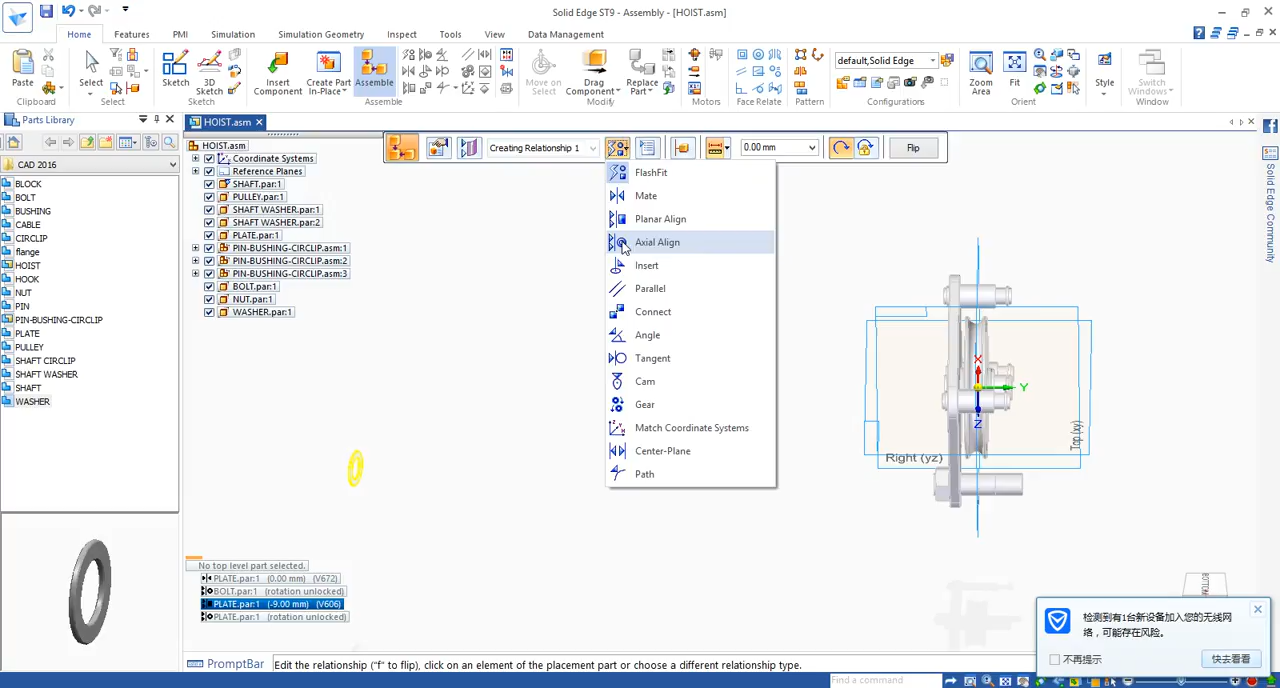 Solid Edge ST9 - Assembly - [HOIST.asm]
Home
Features
PMI
Simulation
Simulation Geometry
Inspect
Tools
View
Data Management
Paste
Clipboard
Select
Select
Sketch
3D Sketch
Sketch
Insert Component
Create Part In-Place
Assemble
Assemble
Move on Select
Drag Component
Replace Part
Modify
Motors
Face Relate
Pattern
default,Solid Edge
Configurations
Zoom Area
Fit
Orient
Style
Switch Windows
Window
Parts Library
HOIST.asm
CAD 2016
BLOCK
BOLT
BUSHING
CABLE
CIRCLIP
flange
HOIST
HOOK
NUT
PIN
PIN-BUSHING-CIRCLIP
PLATE
PULLEY
SHAFT CIRCLIP
SHAFT WASHER
SHAFT
WASHER
HOIST.asm
Coordinate Systems
Reference Planes
SHAFT.par:1
PULLEY.par:1
SHAFT WASHER.par:1
SHAFT WASHER.par:2
PLATE.par:1
PIN-BUSHING-CIRCLIP.asm:1
PIN-BUSHING-CIRCLIP.asm:2
PIN-BUSHING-CIRCLIP.asm:3
BOLT.par:1
NUT.par:1
WASHER.par:1
Creating Relationship 1
0.00 mm
Flip
FlashFit
Mate
Planar Align
Axial Align
Insert
Parallel
Connect
Angle
Tangent
Cam
Gear
Match Coordinate Systems
Center-Plane
Path
X
Y
Z
Right (yz)
Top (xy)
BOTTOM
Solid Edge Community
No top level part selected.
PLATE.par:1 (0.00 mm) (V672)
BOLT.par:1 (rotation unlocked)
PLATE.par:1 (-9.00 mm) (V606)
PLATE.par:1 (rotation unlocked)
检测到有1台新设备加入您的无线网
络，可能存在风险。
不再提示
快去看看
PromptBar
Edit the relationship ("f" to flip), click on an element of the placement part or choose a different relationship type.
Find a command